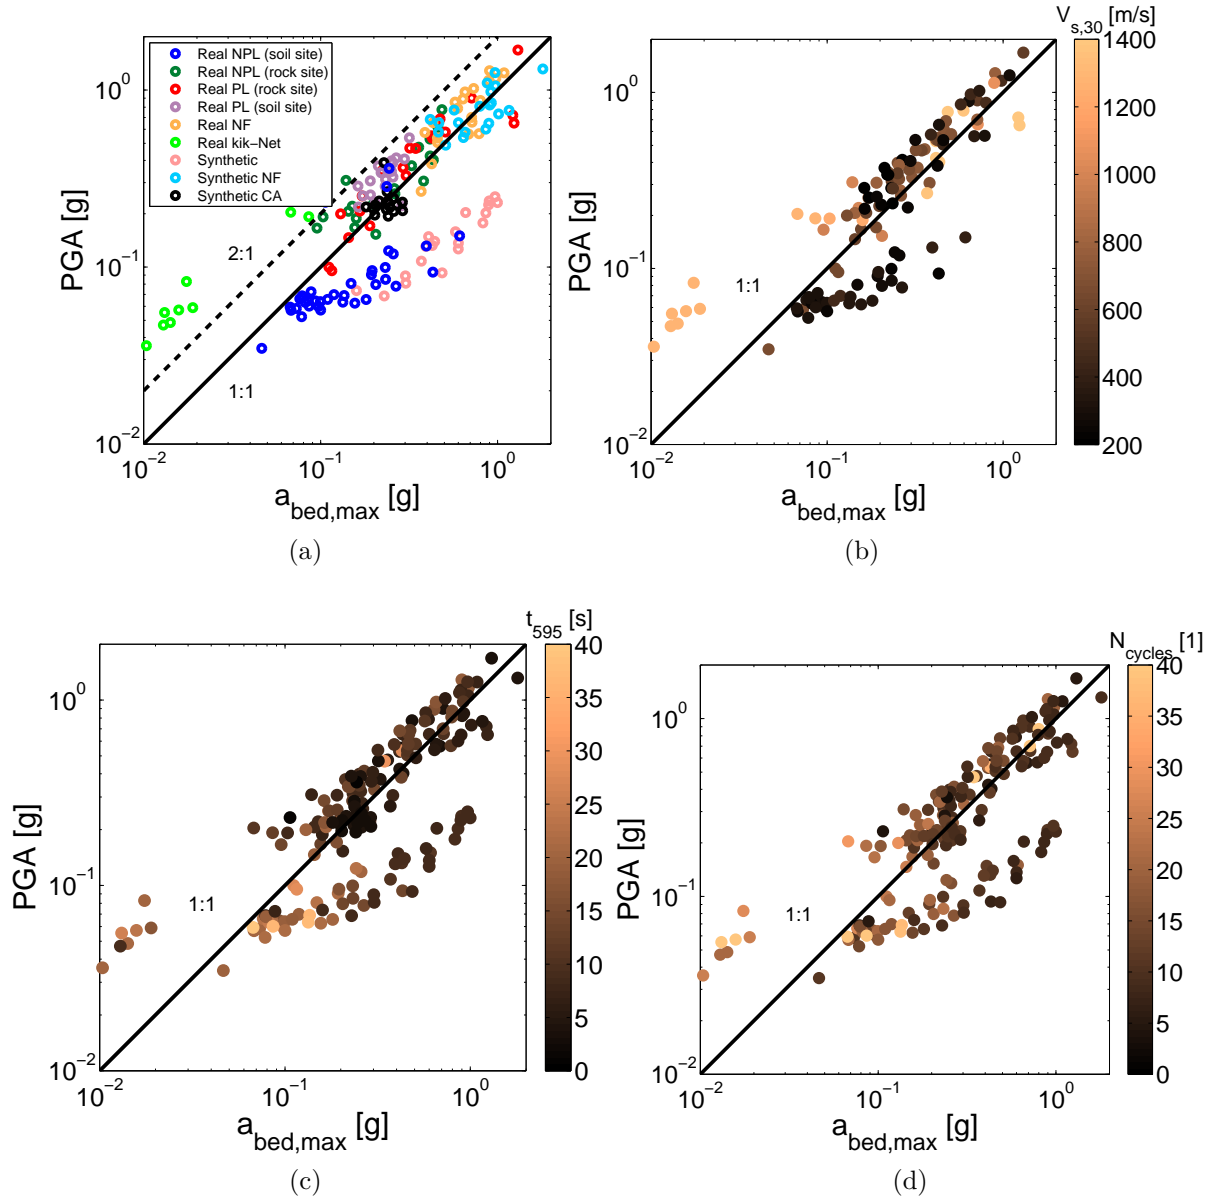 Real NPL (soil site)
Real NPL (rock site)
Real PL (rock site)
Real PL (soil site)
Real NF
Real kik–Net
Synthetic
Synthetic NF
Synthetic CA
2:1
1:1
10^0
10^-1
10^-2
PGA [g]
10^-2 10^-1 10^0
a_bed,max [g]
(a)
V_s,30 [m/s]
1400
1200
1000
800
600
400
200
1:1
10^0
10^-1
10^-2
PGA [g]
10^-2 10^-1 10^0
a_bed,max [g]
(b)
t_595 [s]
40
35
30
25
20
15
10
5
0
1:1
10^0
10^-1
10^-2
PGA [g]
10^-2 10^-1 10^0
a_bed,max [g]
(c)
N_cycles [1]
40
35
30
25
20
15
10
5
0
1:1
10^0
10^-1
10^-2
PGA [g]
10^-2 10^-1 10^0
a_bed,max [g]
(d)